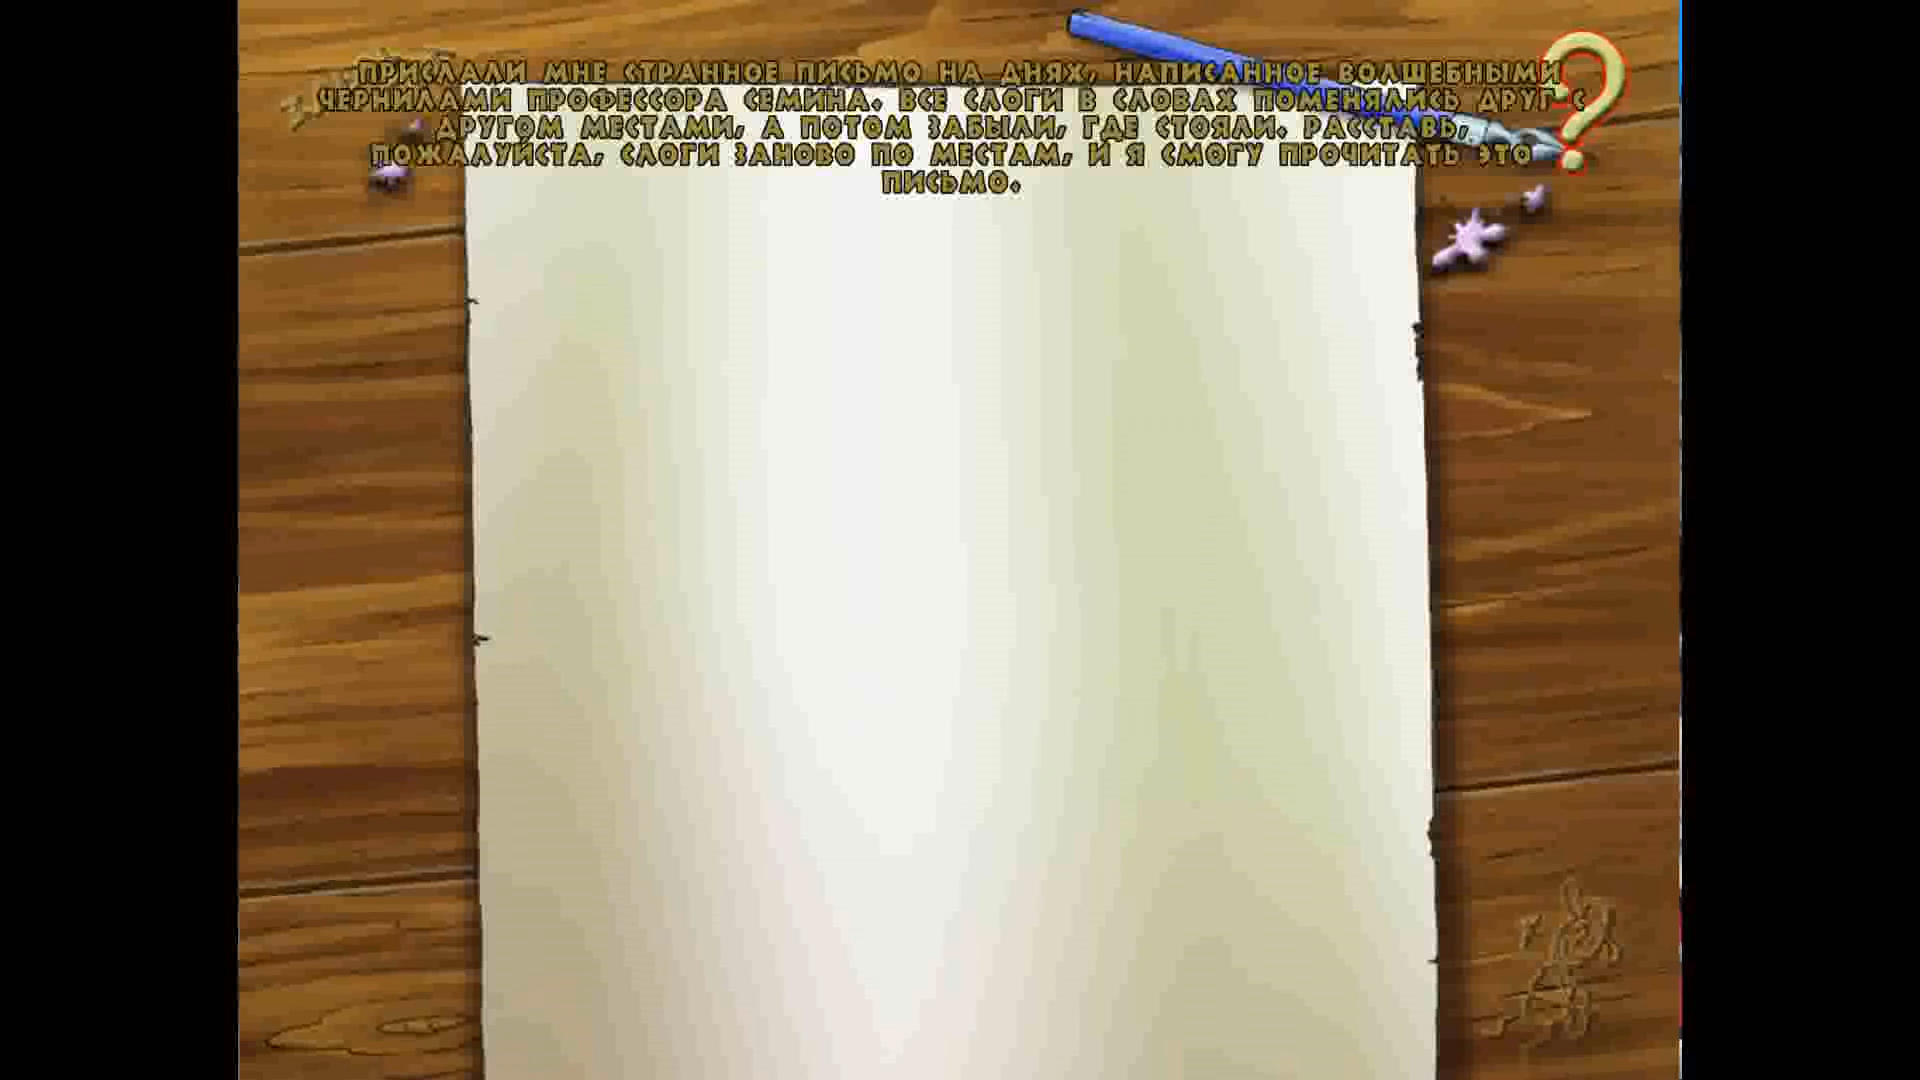 ПРИСЛАЛИ МНЕ СТРАННОЕ ПИСЬМО НА ДНЯХ, НАПИСАННОЕ ВОЛШЕБНЫМИ
ЧЕРНИЛАМИ ПРОФЕССОРА СЕМИНА. ВСЕ СЛОГИ В СЛОВАХ ПОМЕНЯЛИСЬ ДРУГ С
ДРУГОМ МЕСТАМИ, А ПОТОМ ЗАБЫЛИ, ГДЕ СТОЯЛИ. РАССТАВЬ,
ПОЖАЛУЙСТА, СЛОГИ ЗАНОВО ПО МЕСТАМ, И Я СМОГУ ПРОЧИТАТЬ ЭТО
ПИСЬМО.
?